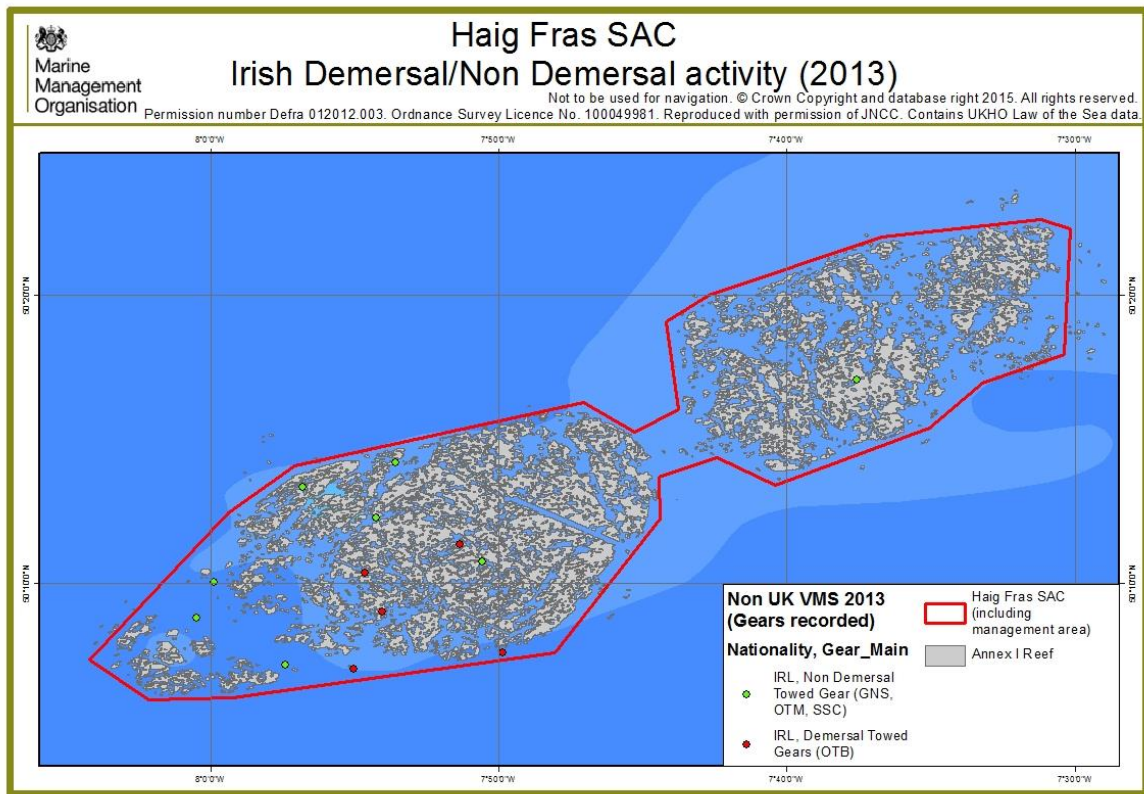 Marine
Management
Organisation
Haig Fras SAC
Irish Demersal/Non Demersal activity (2013)
Not to be used for navigation. © Crown Copyright and database right 2015. All rights reserved.
Permission number Defra 012012.003. Ordnance Survey Licence No. 100049981. Reproduced with permission of JNCC. Contains UKHO Law of the Sea data.
8°0'0"W
7°50'0"W
7°40'0"W
7°30'0"W
50°20'0"N
50°20'0"N
50°10'0"N
50°10'0"N
Non UK VMS 2013
(Gears recorded)
Nationality, Gear_Main
IRL, Non Demersal
Towed Gear (GNS,
OTM, SSC)
IRL, Demersal Towed
Gears (OTB)
Haig Fras SAC
(including
management area)
Annex I Reef
8°0'0"W
7°50'0"W
7°40'0"W
7°30'0"W